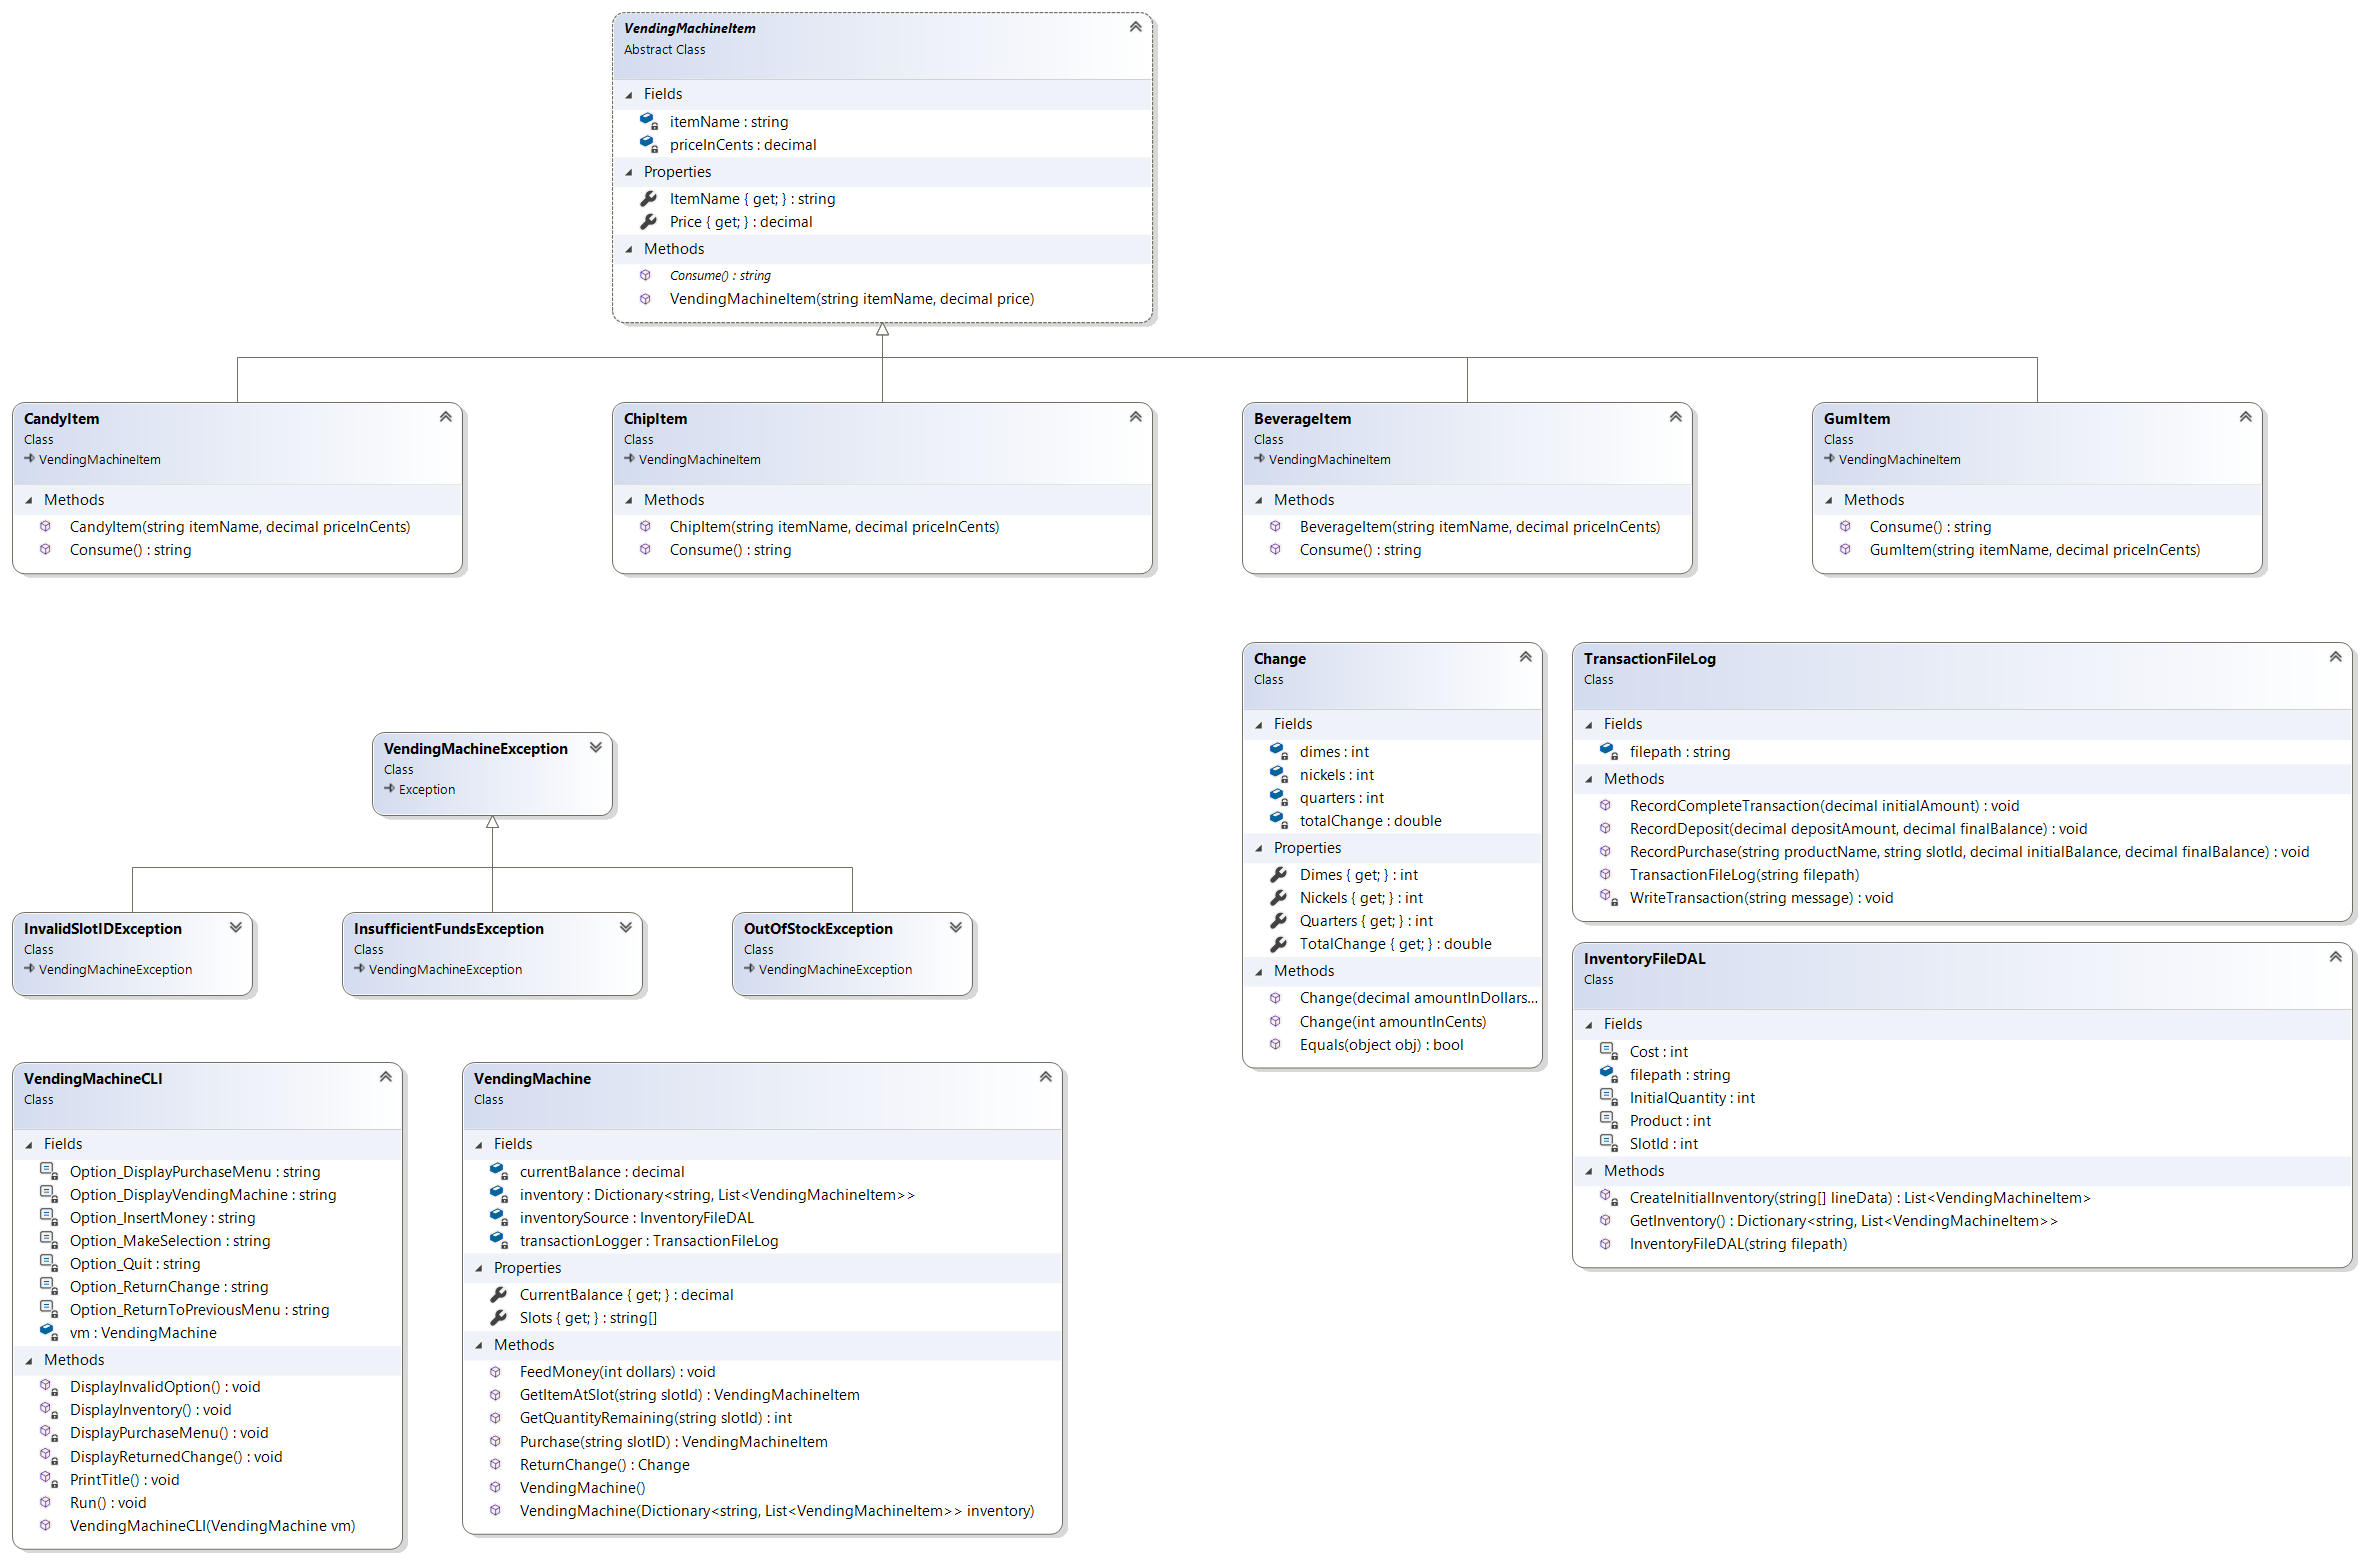 VendingMachineItem
Abstract Class
Fields
itemName : string
priceInCents : decimal
Properties
ItemName { get; } : string
Price { get; } : decimal
Methods
Consume() : string
VendingMachineItem(string itemName, decimal price)
CandyItem
Class
VendingMachineItem
Methods
CandyItem(string itemName, decimal priceInCents)
Consume() : string
ChipItem
Class
VendingMachineItem
Methods
ChipItem(string itemName, decimal priceInCents)
Consume() : string
BeverageItem
Class
VendingMachineItem
Methods
BeverageItem(string itemName, decimal priceInCents)
Consume() : string
GumItem
Class
VendingMachineItem
Methods
Consume() : string
GumItem(string itemName, decimal priceInCents)
VendingMachineException
Class
Exception
InvalidSlotIDException
Class
VendingMachineException
InsufficientFundsException
Class
VendingMachineException
OutOfStockException
Class
VendingMachineException
Change
Class
Fields
dimes : int
nickels : int
quarters : int
totalChange : double
Properties
Dimes { get; } : int
Nickels { get; } : int
Quarters { get; } : int
TotalChange { get; } : double
Methods
Change(decimal amountInDollars...
Change(int amountInCents)
Equals(object obj) : bool
TransactionFileLog
Class
Fields
filepath : string
Methods
RecordCompleteTransaction(decimal initialAmount) : void
RecordDeposit(decimal depositAmount, decimal finalBalance) : void
RecordPurchase(string productName, string slotId, decimal initialBalance, decimal finalBalance) : void
TransactionFileLog(string filepath)
WriteTransaction(string message) : void
InventoryFileDAL
Class
Fields
Cost : int
filepath : string
InitialQuantity : int
Product : int
SlotId : int
Methods
CreateInitialInventory(string[] lineData) : List<VendingMachineItem>
GetInventory() : Dictionary<string, List<VendingMachineItem>>
InventoryFileDAL(string filepath)
VendingMachineCLI
Class
Fields
Option_DisplayPurchaseMenu : string
Option_DisplayVendingMachine : string
Option_InsertMoney : string
Option_MakeSelection : string
Option_Quit : string
Option_ReturnChange : string
Option_ReturnToPreviousMenu : string
vm : VendingMachine
Methods
DisplayInvalidOption() : void
DisplayInventory() : void
DisplayPurchaseMenu() : void
DisplayReturnedChange() : void
PrintTitle() : void
Run() : void
VendingMachineCLI(VendingMachine vm)
VendingMachine
Class
Fields
currentBalance : decimal
inventory : Dictionary<string, List<VendingMachineItem>>
inventorySource : InventoryFileDAL
transactionLogger : TransactionFileLog
Properties
CurrentBalance { get; } : decimal
Slots { get; } : string[]
Methods
FeedMoney(int dollars) : void
GetItemAtSlot(string slotId) : VendingMachineItem
GetQuantityRemaining(string slotId) : int
Purchase(string slotID) : VendingMachineItem
ReturnChange() : Change
VendingMachine()
VendingMachine(Dictionary<string, List<VendingMachineItem>> inventory)